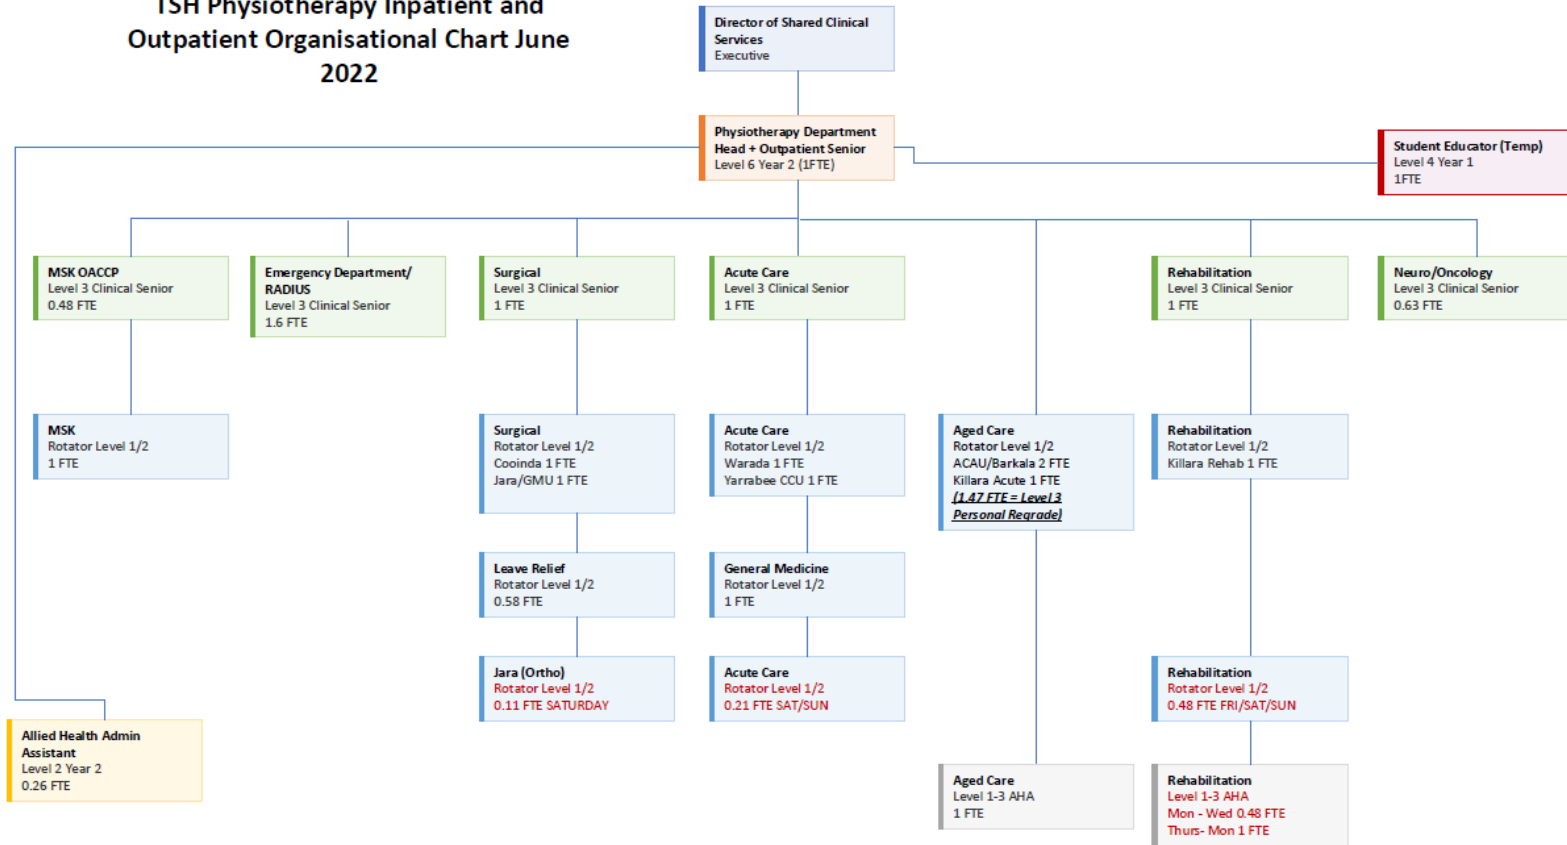 TSH Physiotherapy Inpatient and
Outpatient Organisational Chart June
2022
Director of Shared Clinical
Services
Executive
Physiotherapy Department
Head + Outpatient Senior
Level 6 Year 2 (1FTE)
Student Educator (Temp)
Level 4 Year 1
1FTE
MSK OACCP
Level 3 Clinical Senior
0.48 FTE
Emergency Department/
RADIUS
Level 3 Clinical Senior
1.6 FTE
Surgical
Level 3 Clinical Senior
1 FTE
Acute Care
Level 3 Clinical Senior
1 FTE
Rehabilitation
Level 3 Clinical Senior
1 FTE
Neuro/Oncology
Level 3 Clinical Senior
0.63 FTE
MSK
Rotator Level 1/2
1 FTE
Surgical
Rotator Level 1/2
Cooinda 1 FTE
Jara/GMU 1 FTE
Acute Care
Rotator Level 1/2
Warada 1 FTE
Yarrabee CCU 1 FTE
Aged Care
Rotator Level 1/2
ACAU/Barkala 2 FTE
Killara Acute 1 FTE
(1.47 FTE = Level 3
Personal Regrade)
Rehabilitation
Rotator Level 1/2
Killara Rehab 1 FTE
Leave Relief
Rotator Level 1/2
0.58 FTE
General Medicine
Rotator Level 1/2
1 FTE
Jara (Ortho)
Rotator Level 1/2
0.11 FTE SATURDAY
Acute Care
Rotator Level 1/2
0.21 FTE SAT/SUN
Rehabilitation
Rotator Level 1/2
0.48 FTE FRI/SAT/SUN
Allied Health Admin
Assistant
Level 2 Year 2
0.26 FTE
Aged Care
Level 1-3 AHA
1 FTE
Rehabilitation
Level 1-3 AHA
Mon - Wed 0.48 FTE
Thurs- Mon 1 FTE